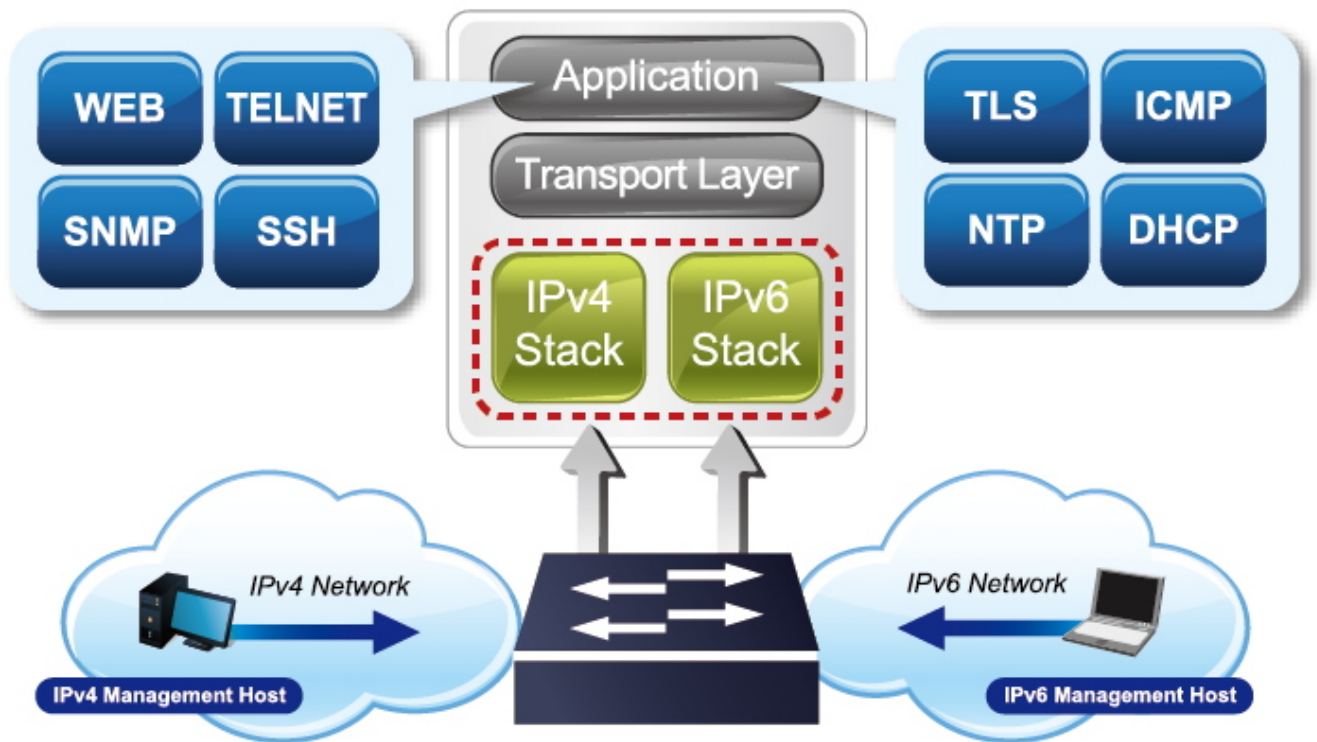 Application
WEB
TELNET
SNMP
SSH
TLS
ICMP
NTP
DHCP
Transport Layer
IPv4
Stack
IPv6
Stack
IPv4 Network
IPv6 Network
IPv4 Management Host
IPv6 Management Host